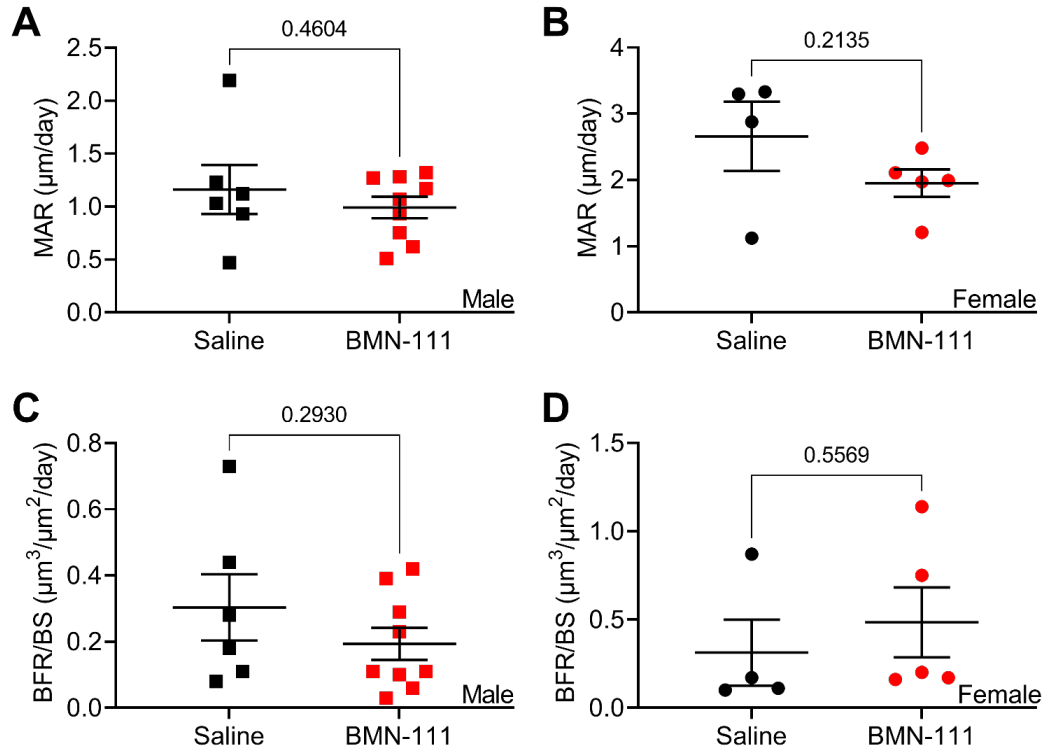 A
0.4604
2.5
2.0
1.5
1.0
0.5
0.0
MAR (µm/day)
Male
Saline
BMN-111
B
0.2135
4
3
2
1
0
MAR (µm/day)
Female
Saline
BMN-111
C
0.2930
0.8
0.6
0.4
0.2
0.0
BFR/BS (µm³/µm²/day)
Male
Saline
BMN-111
D
0.5569
1.5
1.0
0.5
0.0
BFR/BS (µm³/µm²/day)
Female
Saline
BMN-111